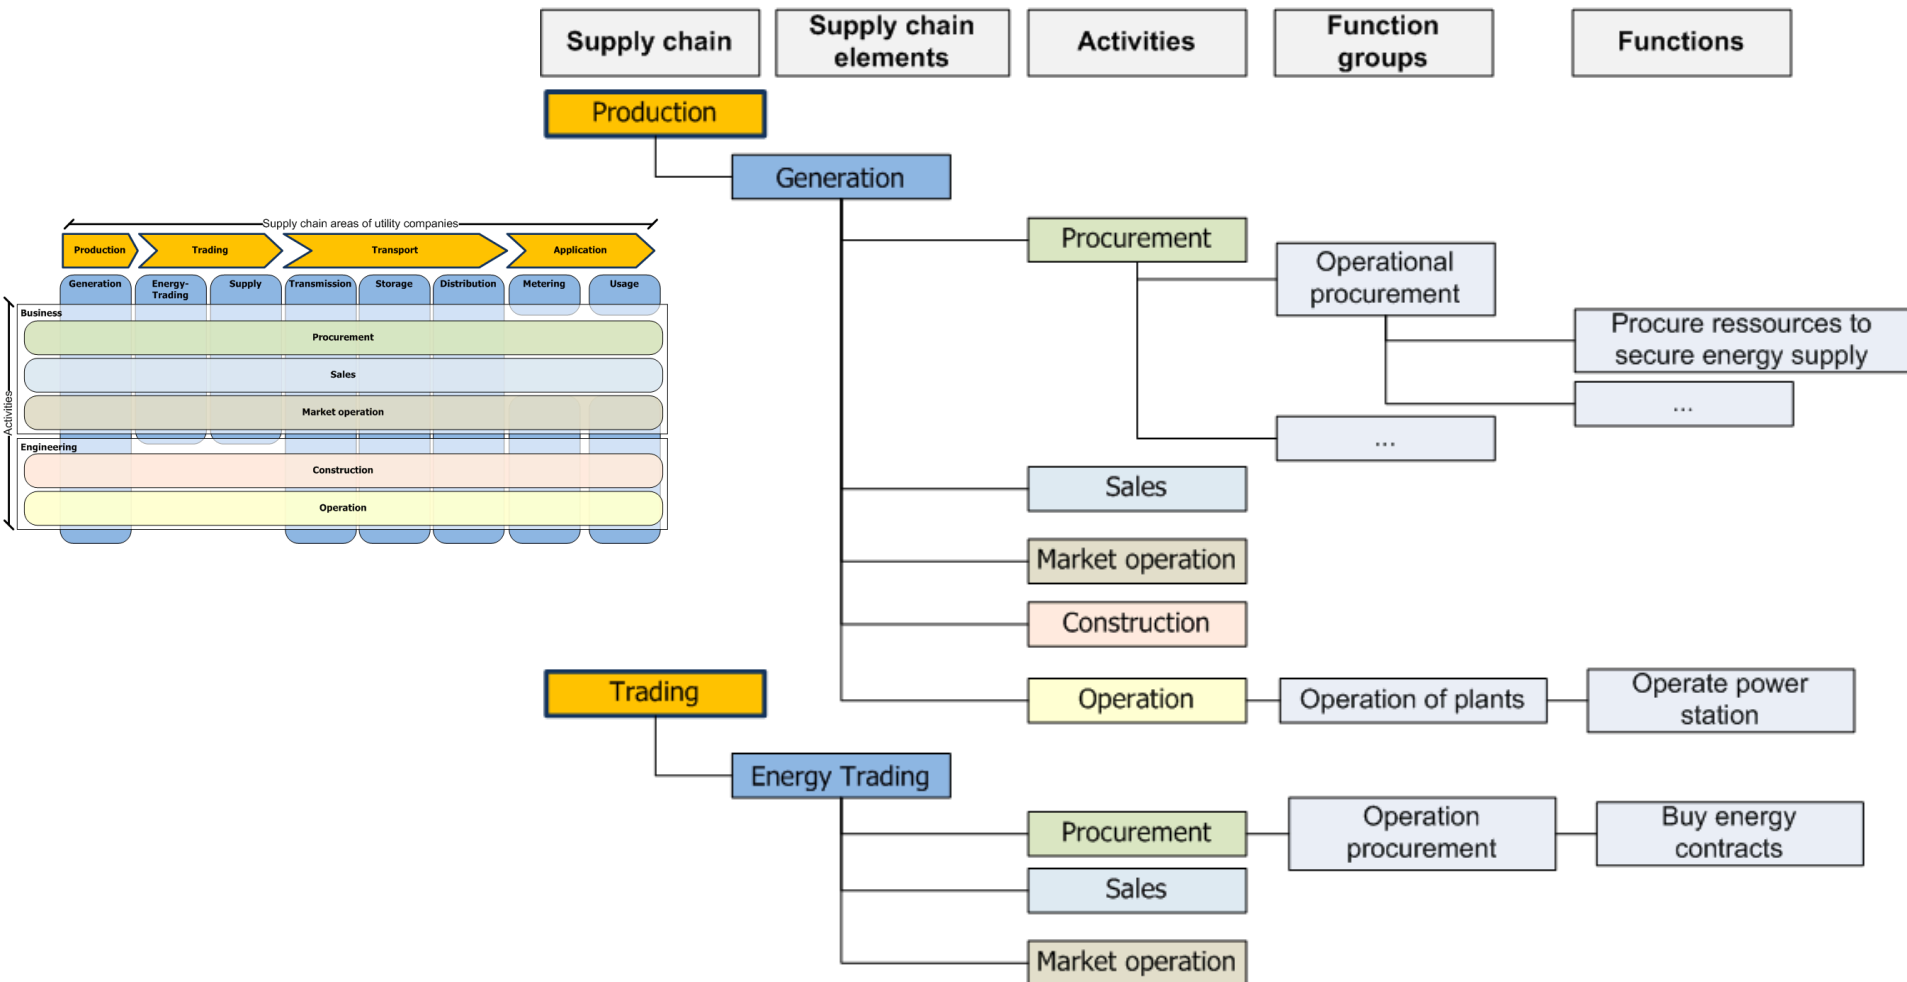 Supply chain
Supply chain
elements
Activities
Function
groups
Functions
Production
Generation
Procurement
Operational
procurement
Procure ressources to
secure energy supply
...
...
Sales
Market operation
Construction
Operation
Operation of plants
Operate power
station
Trading
Energy Trading
Procurement
Operation
procurement
Buy energy
contracts
Sales
Market operation
Supply chain areas of utility companies
Production
Trading
Transport
Application
Generation
Energy-
Trading
Supply
Transmission
Storage
Distribution
Metering
Usage
Activities
Business
Procurement
Sales
Market operation
Engineering
Construction
Operation